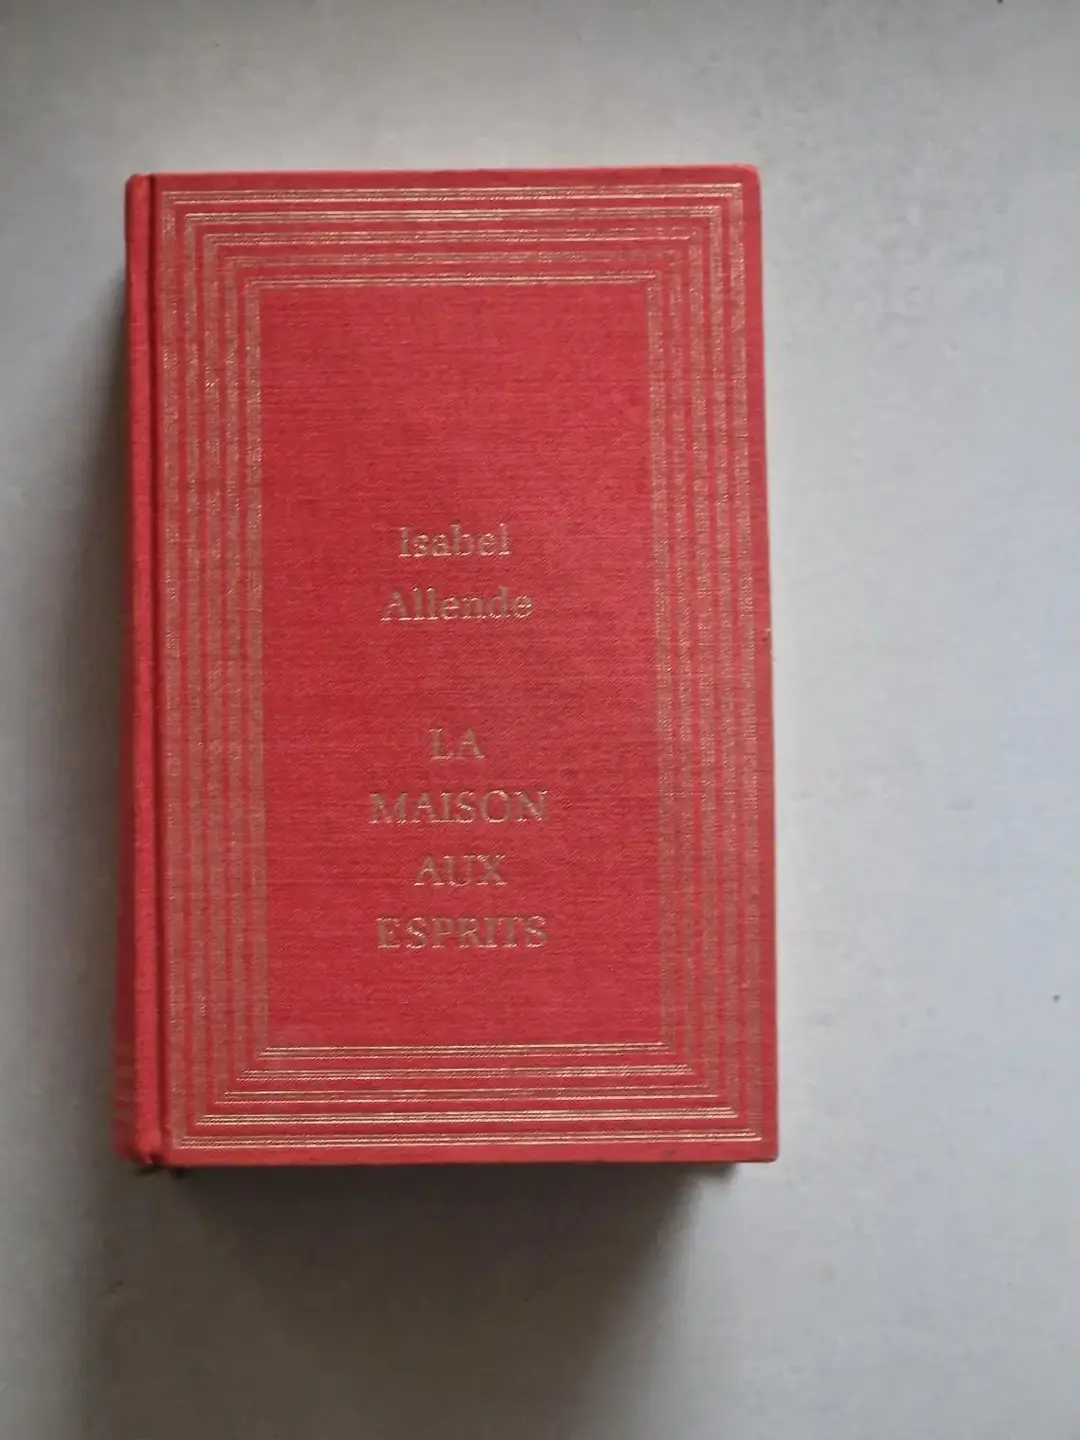 Isabel
Allende
LA
MAISON
AUX
ESPRITS